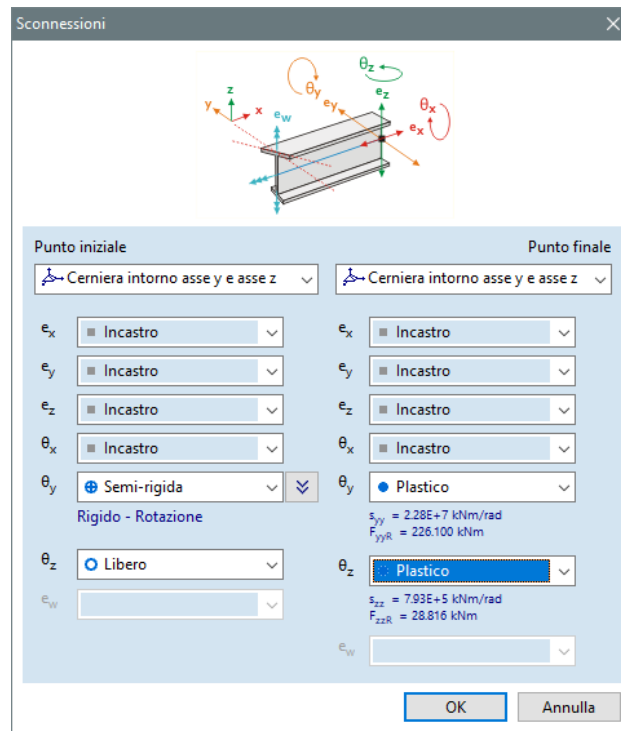 Sconnessioni
θz
z
θy
ez
y
ey
θx
x
ew
ex
Punto iniziale
Punto finale
Cerniera intorno asse y e asse z
Cerniera intorno asse y e asse z
ex Incastro
ex Incastro
ey Incastro
ey Incastro
ez Incastro
ez Incastro
θx Incastro
θx Incastro
θy Semi-rigida
θy Plastico
Rigido - Rotazione
syy = 2.28E+7 kNm/rad
FyyR = 226.100 kNm
θz Libero
θz Plastico
szz = 7.93E+5 kNm/rad
FzzR = 28.816 kNm
ew
ew
OK
Annulla